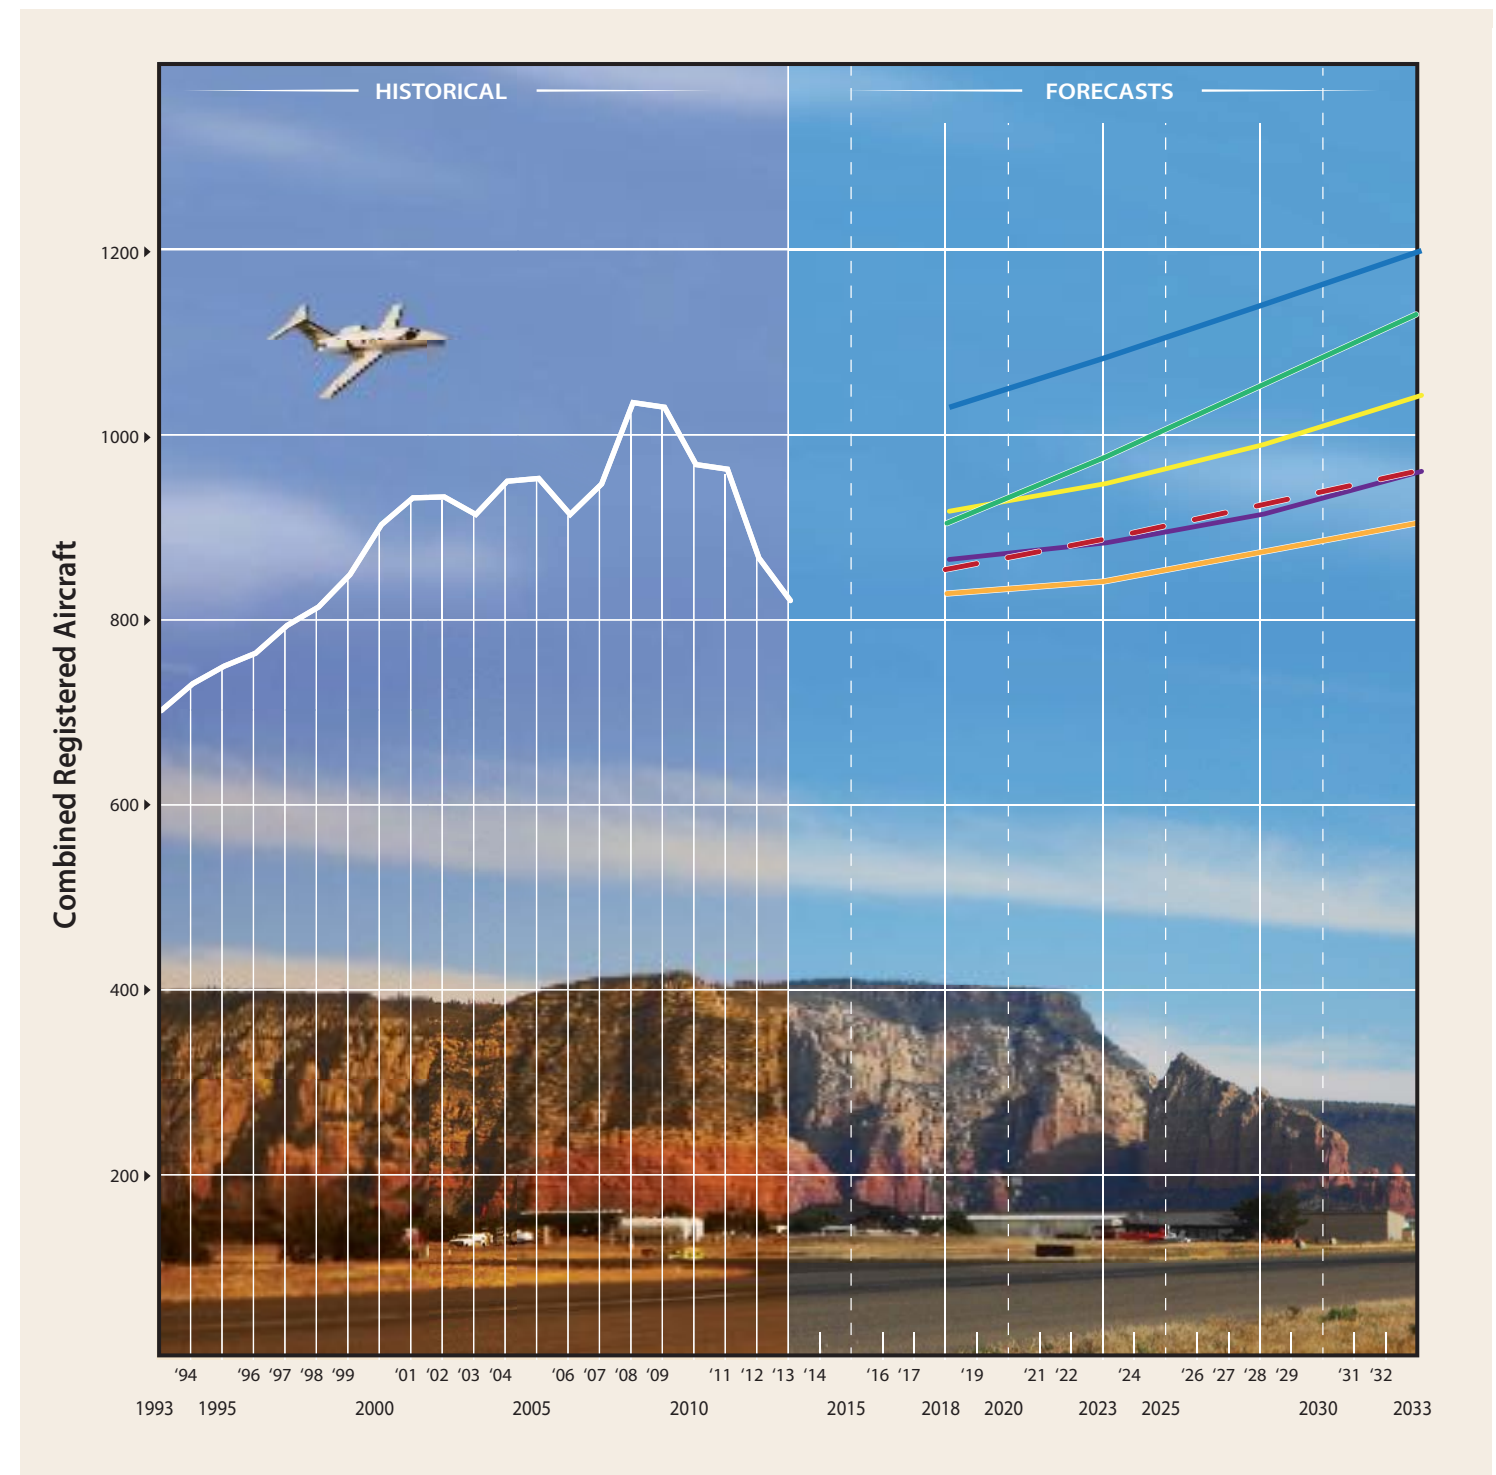 HISTORICAL
FORECASTS
1200
1000
800
600
400
200
Combined Registered Aircraft
‘94 ‘96 ‘97 ‘98 ‘99 ‘01 ‘02 ‘03 ‘04 ‘06 ‘07 ‘08 ‘09 ‘11 ‘12 ‘13 ‘14 ‘16 ‘17 ‘19 ‘21 ‘22 ‘24 ‘26 ‘27 ‘28 ‘29 ‘31 ‘32
1993 1995 2000 2005 2010 2015 2018 2020 2023 2025 2030 2033